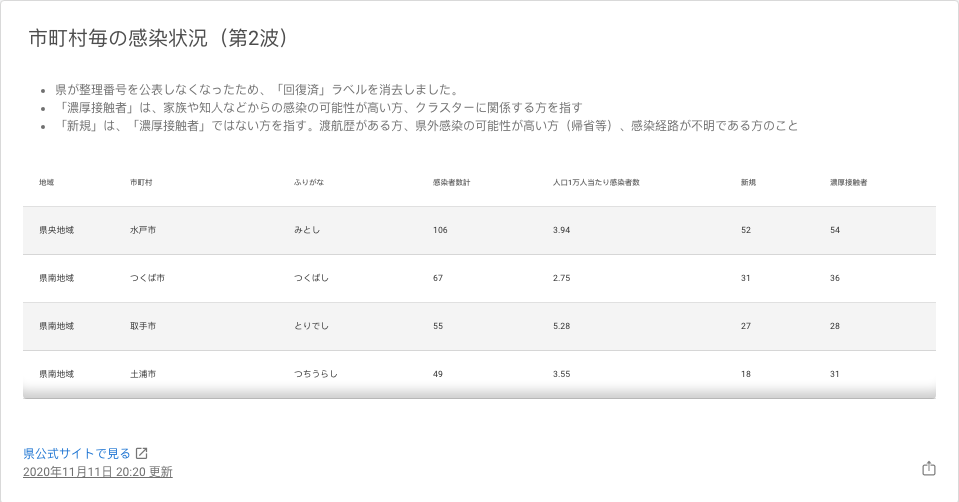 市町村毎の感染状況（第2波）
県が整理番号を公表しなくなったため、「回復済」ラベルを消去しました。
「濃厚接触者」は、家族や知人などからの感染の可能性が高い方、クラスターに関係する方を指す
「新規」は、「濃厚接触者」ではない方を指す。渡航歴がある方、県外感染の可能性が高い方（帰省等）、感染経路が不明である方のこと
地域 市町村 ふりがな 感染者数計 人口1万人当たり感染者数 新規 濃厚接触者
県央地域 水戸市 みとし 106 3.94 52 54
県南地域 つくば市 つくばし 67 2.75 31 36
県南地域 取手市 とりでし 55 5.28 27 28
県南地域 土浦市 つちうらし 49 3.55 18 31
県公式サイトで見る
2020年11月11日 20:20 更新